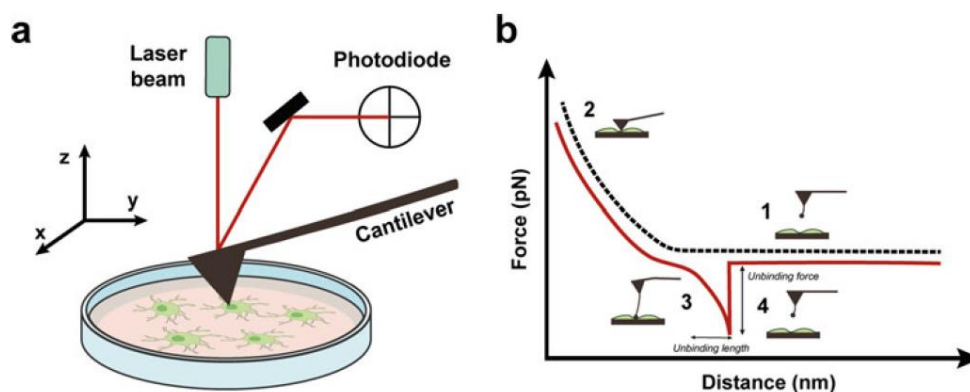 a
Laser
beam
Photodiode
z
y
x
Cantilever
b
Force (pN)
2
1
Unbinding force
3
4
Unbinding length
Distance (nm)